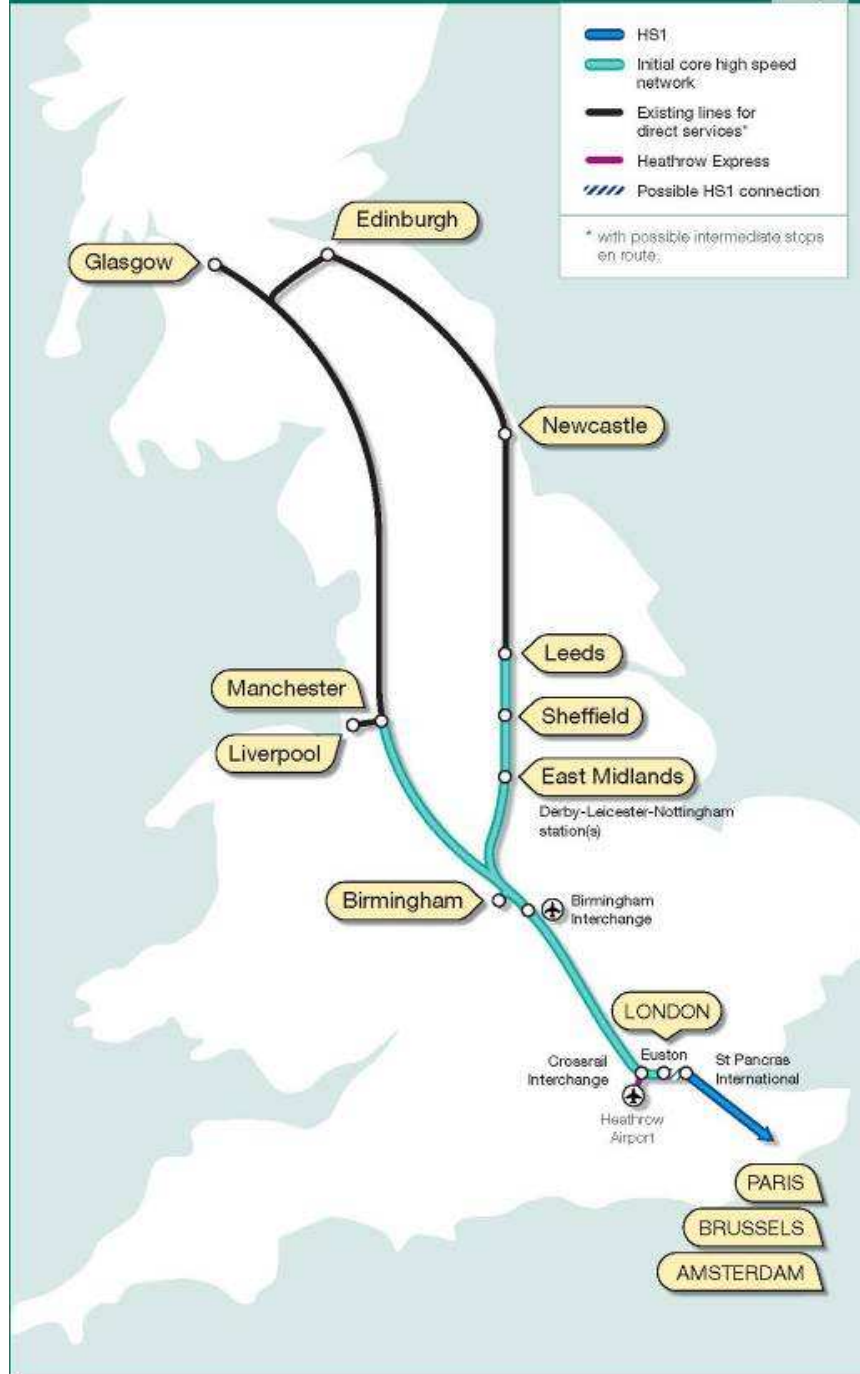 HS1
Initial core high speed
network
Existing lines for
direct services*
Heathrow Express
Possible HS1 connection
* with possible intermediate stops
en route.
Edinburgh
Glasgow
Newcastle
Leeds
Manchester
Sheffield
Liverpool
East Midlands
Derby-Leicester-Nottingham
station(s)
Birmingham
Birmingham
Interchange
LONDON
Euston
Crossrail
Interchange
St Pancras
International
Heathrow
Airport
PARIS
BRUSSELS
AMSTERDAM